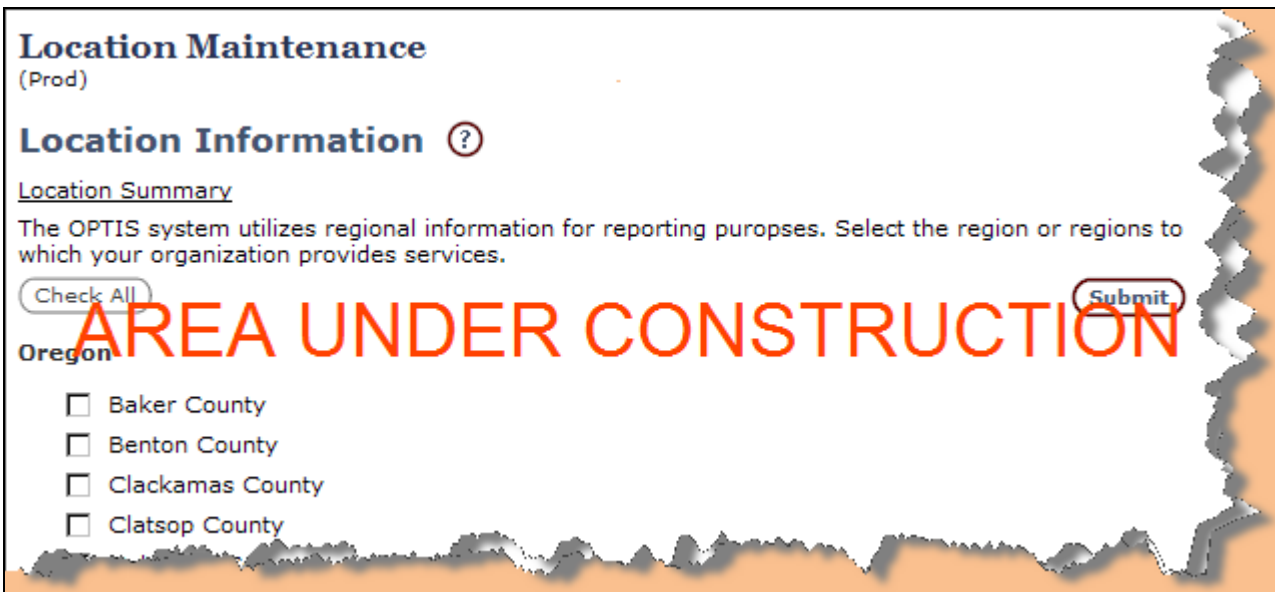 Location Maintenance
(Prod)
Location Information ?
Location Summary
The OPTIS system utilizes regional information for reporting puropses. Select the region or regions to
which your organization provides services.
Check All Submit
AREA UNDER CONSTRUCTION
Oregon
Baker County
Benton County
Clackamas County
Clatsop County